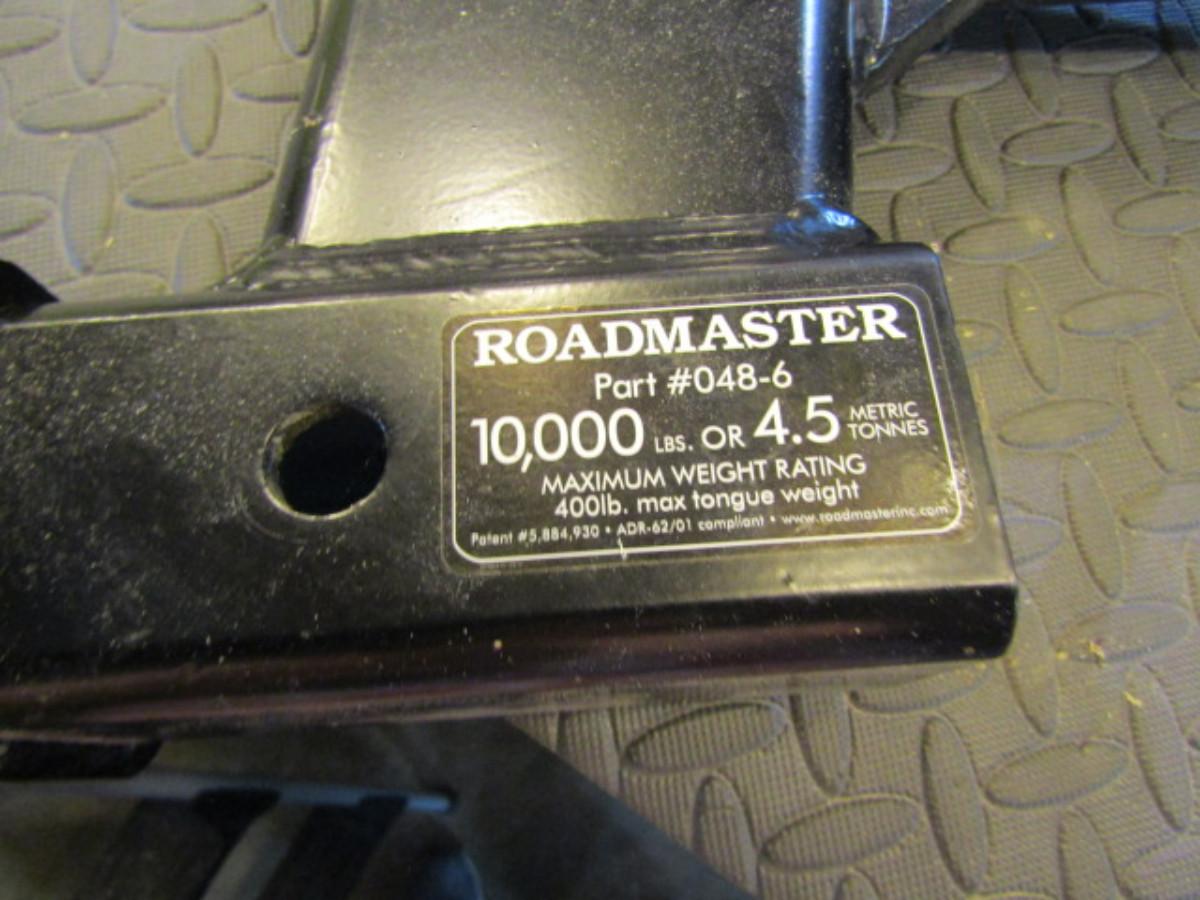 ROADMASTER
Part #048-6
10,000 LBS. OR 4.5 METRIC TONNES
MAXIMUM WEIGHT RATING
400lb. max tongue weight
Patent #5,884,930 • ADR-62/01 compliant • www.roadmasterinc.com